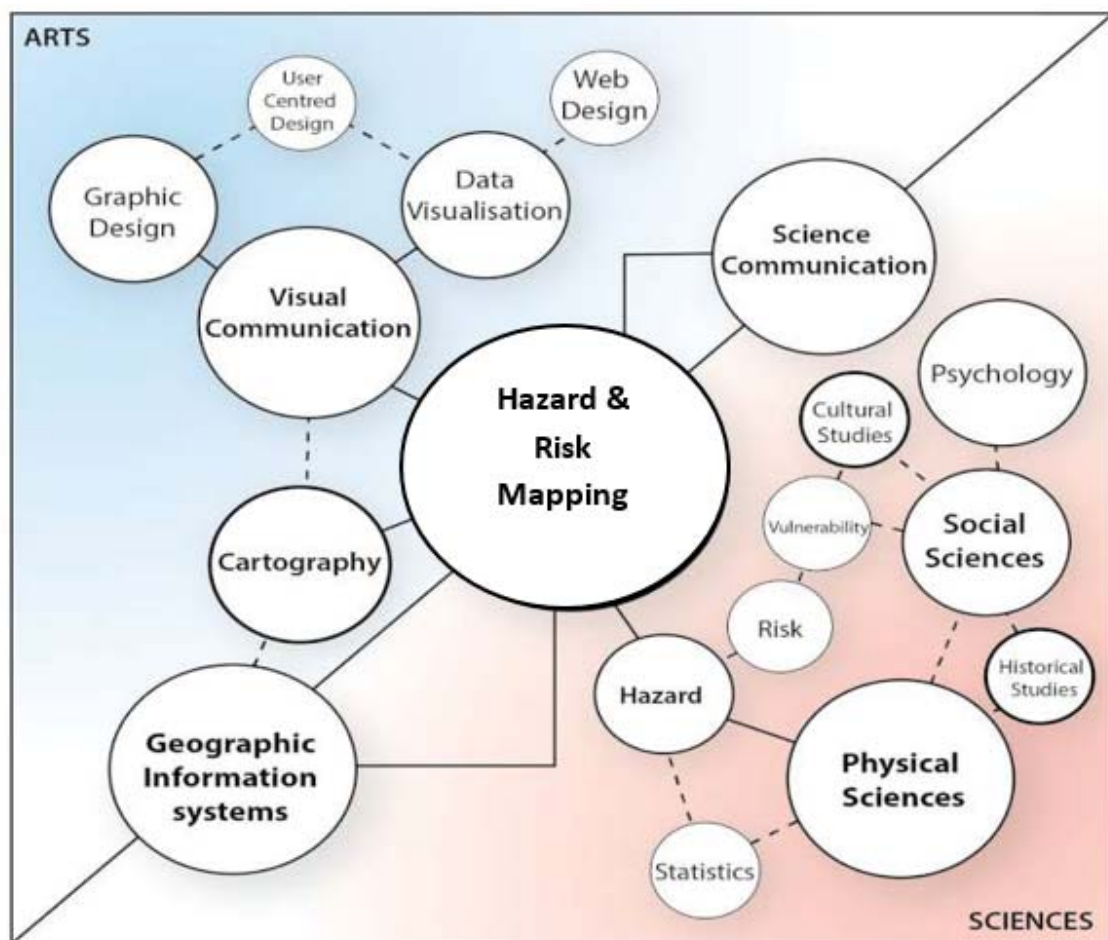 ARTS
User
Centred
Design
Web
Design
Graphic
Design
Data
Visualisation
Science
Communication
Visual
Communication
Psychology
Hazard &
Risk
Mapping
Cultural
Studies
Vulnerability
Social
Sciences
Cartography
Risk
Historical
Studies
Hazard
Geographic
Information
systems
Physical
Sciences
Statistics
SCIENCES